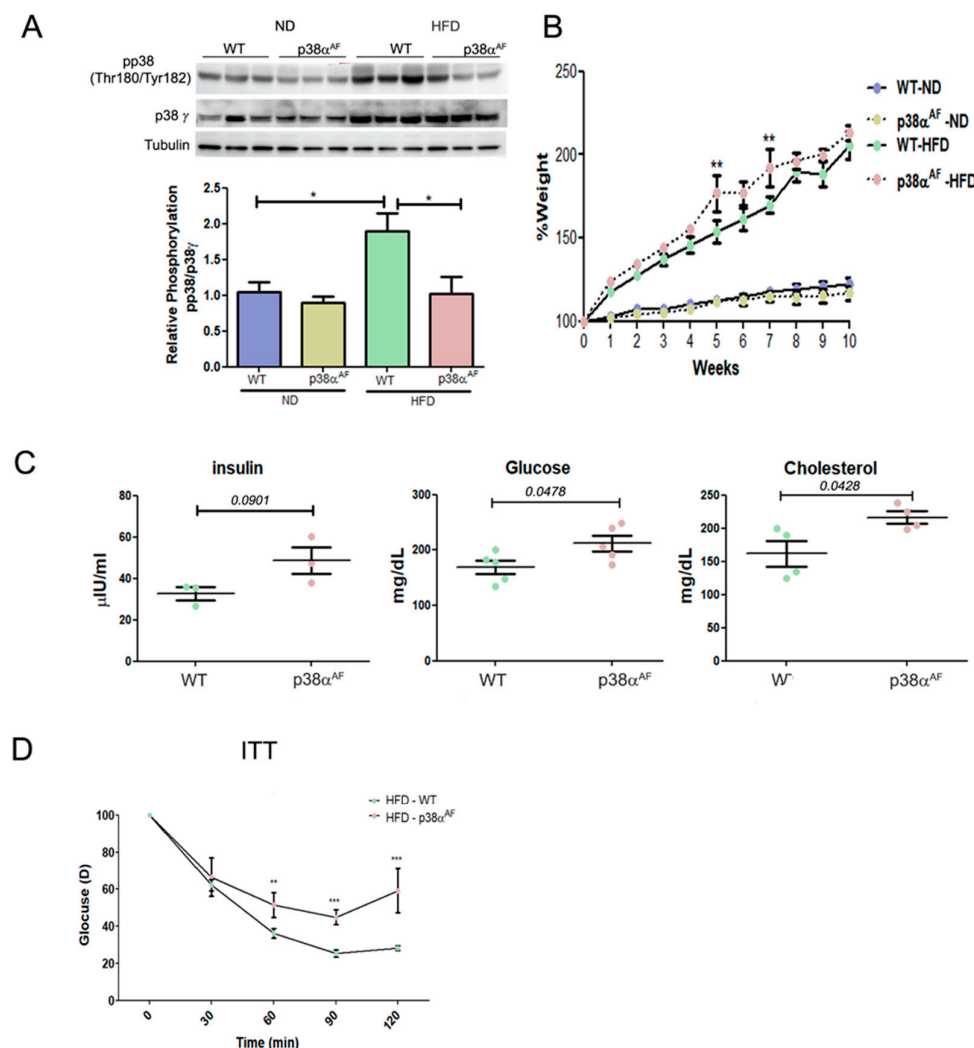 A
ND
HFD
WT
p38α^AF
WT
p38α^AF
pp38
(Thr180/Tyr182)
p38 γ
Tubulin
Relative Phosphorylation
pp38/p38γ
2.5
2.0
1.5
1.0
0.5
0.0
*
*
WT
p38α^AF
WT
p38α^AF
ND
HFD
B
%Weight
250
200
150
100
**
**
0 1 2 3 4 5 6 7 8 9 10
Weeks
WT-ND
p38α^AF-ND
WT-HFD
p38α^AF-HFD
C
insulin
0.0901
μIU/ml
80
60
40
20
0
WT
p38α^AF
Glucose
0.0478
mg/dL
300
200
100
0
WT
p38α^AF
Cholesterol
0.0428
mg/dL
250
200
150
100
50
0
p38α^AF
D
ITT
HFD - WT
HFD - p38α^AF
Glocuse (D)
100
80
60
40
20
0
**
***
***
0 30 60 90 120
Time (min)